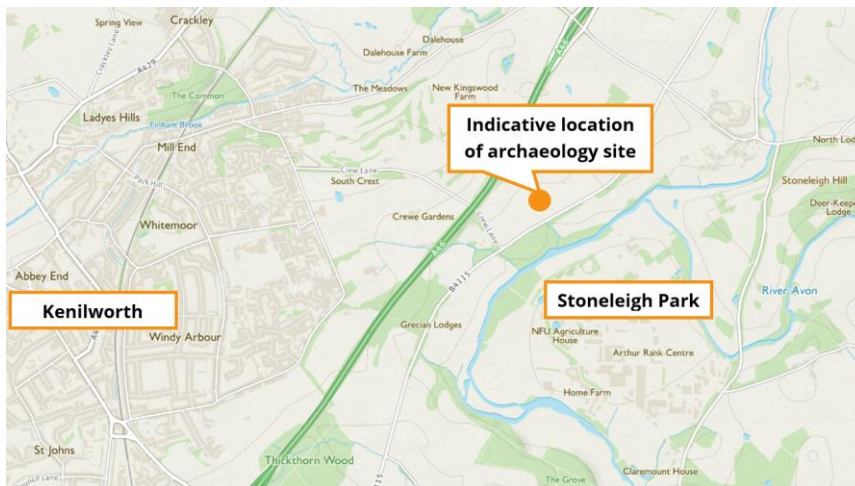 Spring View
Crackley
Crackley Lane
A429
Dalehouse
Dalehouse Farm
A46
The Meadows
New Kingswood
Farm
The Common
Ladyes Hills
Finham Brook
Mill End
Indicative location
of archaeology site
North Lod
Park Hill
Crew Lane
South Crest
Stoneleigh Hill
Deer-Keepe
Lodge
Whitemoor
Crewe Gardens
Crew Lane
A46
Abbey End
B4115
Kenilworth
Stoneleigh Park
River Avon
Windy Arbour
Grecian Lodges
NFU Agriculture
House
Arthur Rank Centre
Home Farm
St Johns
Thickthorn Wood
Claremount House
The Grove